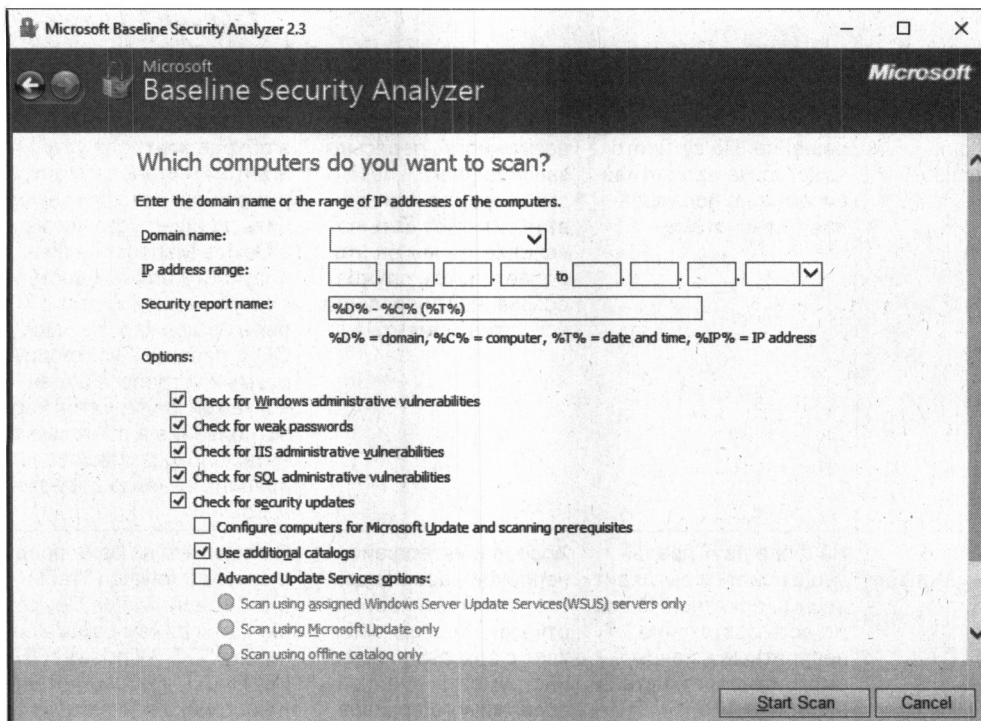 Microsoft Baseline Security Analyzer 2.3
Microsoft
Baseline Security Analyzer
Microsoft
Which computers do you want to scan?
Enter the domain name or the range of IP addresses of the computers.
Domain name:
IP address range: . . . to . . .
Security report name: %D% - %C% (%T%)
%D% = domain, %C% = computer, %T% = date and time, %IP% = IP address
Options:
Check for Windows administrative vulnerabilities
Check for weak passwords
Check for IIS administrative vulnerabilities
Check for SQL administrative vulnerabilities
Check for security updates
Configure computers for Microsoft Update and scanning prerequisites
Use additional catalogs
Advanced Update Services options:
Scan using assigned Windows Server Update Services(WSUS) servers only
Scan using Microsoft Update only
Scan using offline catalog only
Start Scan Cancel